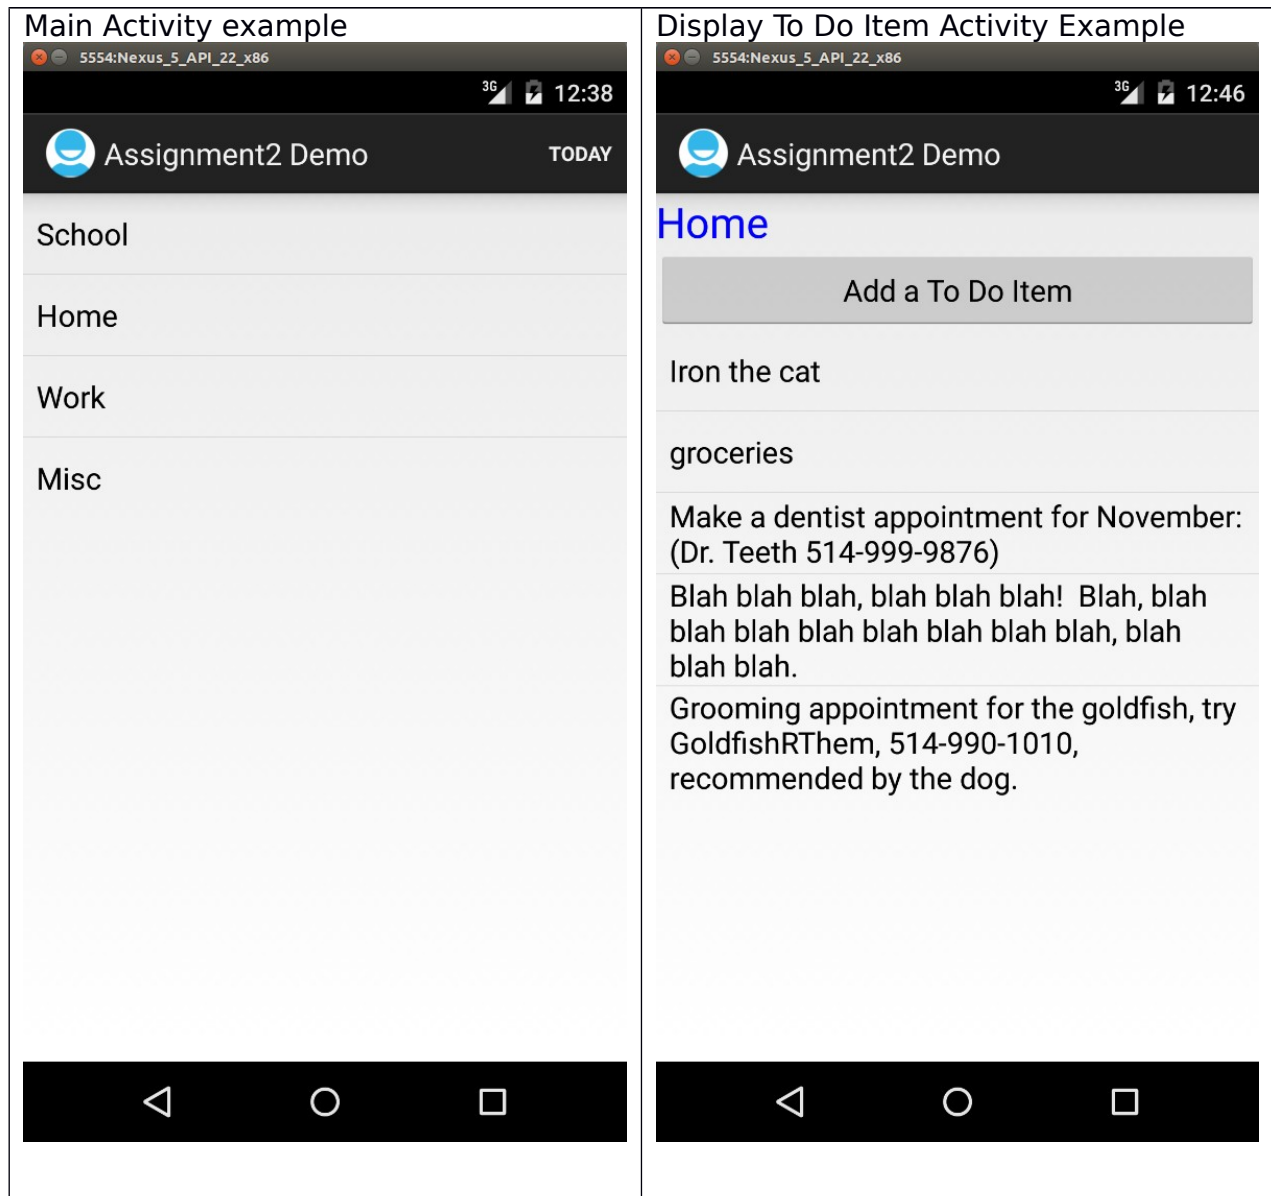 Main Activity example
5554:Nexus_5_API_22_x86
3G 12:38
Assignment2 Demo TODAY
School
Home
Work
Misc
Display To Do Item Activity Example
5554:Nexus_5_API_22_x86
3G 12:46
Assignment2 Demo
Home
Add a To Do Item
Iron the cat
groceries
Make a dentist appointment for November:
(Dr. Teeth 514-999-9876)
Blah blah blah, blah blah blah!  Blah, blah
blah blah blah blah blah blah blah, blah
blah blah.
Grooming appointment for the goldfish, try
GoldfishRThem, 514-990-1010,
recommended by the dog.